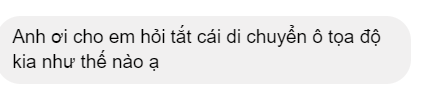 Anh ơi cho em hỏi tắt cái di chuyển ô tọa độ
kia như thế nào ạ